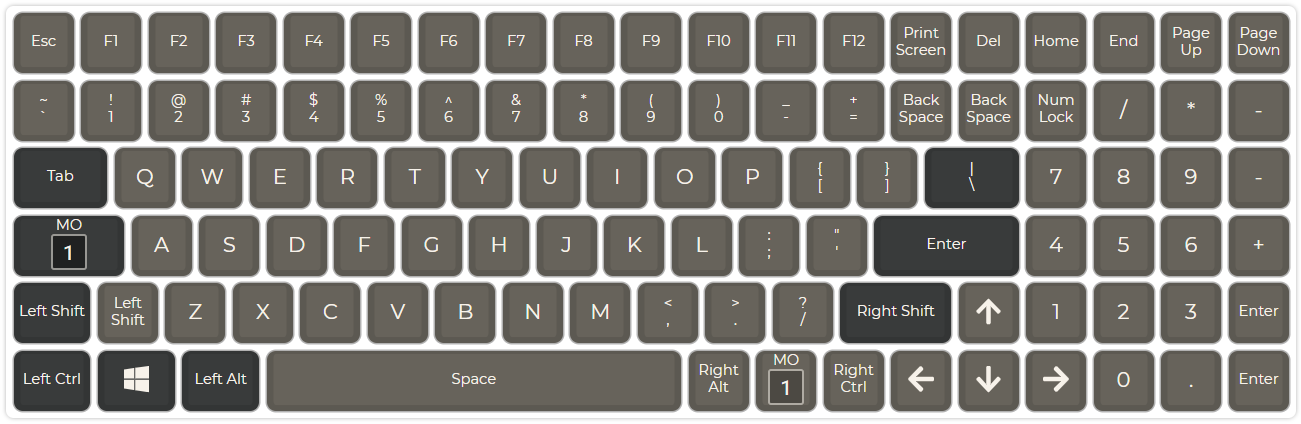 Esc F1 F2 F3 F4 F5 F6 F7 F8 F9 F10 F11 F12 Print Screen Del Home End Page Up Page Down
~ ` ! 1 @ 2 # 3 $ 4 % 5 ^ 6 & 7 * 8 ( 9 ) 0 _ - + = Back Space Back Space Num Lock / * -
Tab Q W E R T Y U I O P { [ } ] | \ 7 8 9 -
MO 1 A S D F G H J K L : ; " ' Enter 4 5 6 +
Left Shift Left Shift Z X C V B N M < , > . ? / Right Shift ↑ 1 2 3 Enter
Left Ctrl Left Alt Space Right Alt MO 1 Right Ctrl ← ↓ → 0 . Enter